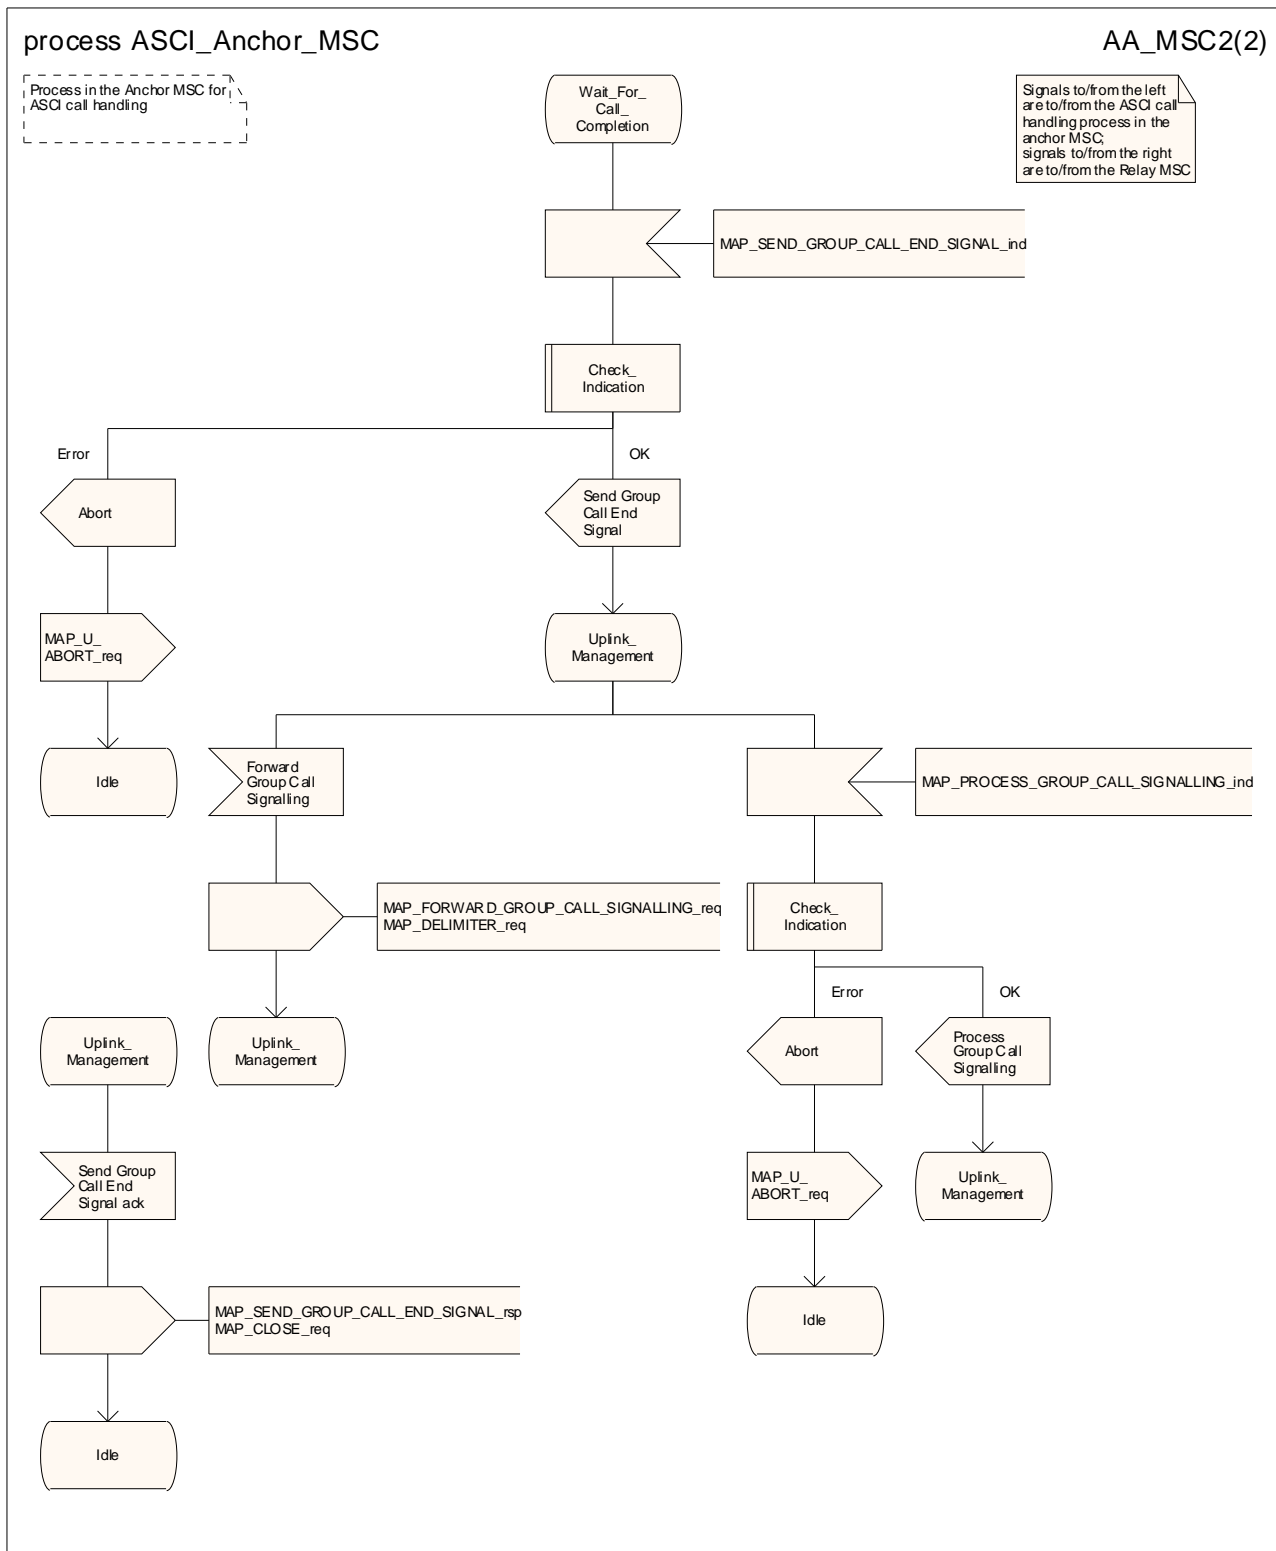 process ASCI_Anchor_MSC
AA_MSC2(2)
Process in the Anchor MSC for
ASCI call handling
Wait_For_
Call_
Completion
Signals to/from the left
are to/from the ASCI call
handling process in the
anchor MSC;
signals to/from the right
are to/from the Relay MSC
MAP_SEND_GROUP_CALL_END_SIGNAL_ind
Check_
Indication
Error
OK
Abort
Send Group
Call End
Signal
MAP_U_
ABORT_req
Uplink_
Management
Idle
Forward
Group Call
Signalling
MAP_PROCESS_GROUP_CALL_SIGNALLING_ind
MAP_FORWARD_GROUP_CALL_SIGNALLING_req
MAP_DELIMITER_req
Check_
Indication
Error
OK
Uplink_
Management
Uplink_
Management
Abort
Process
Group Call
Signalling
Send Group
Call End
Signal ack
MAP_U_
ABORT_req
Uplink_
Management
MAP_SEND_GROUP_CALL_END_SIGNAL_rsp
MAP_CLOSE_req
Idle
Idle